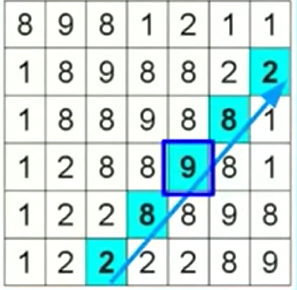 8 9 8 1 2 1 1
1 8 9 8 8 2 2
1 8 8 9 8 8 1
1 2 8 8 9 8 1
1 2 2 8 8 9 8
1 2 2 2 2 8 9